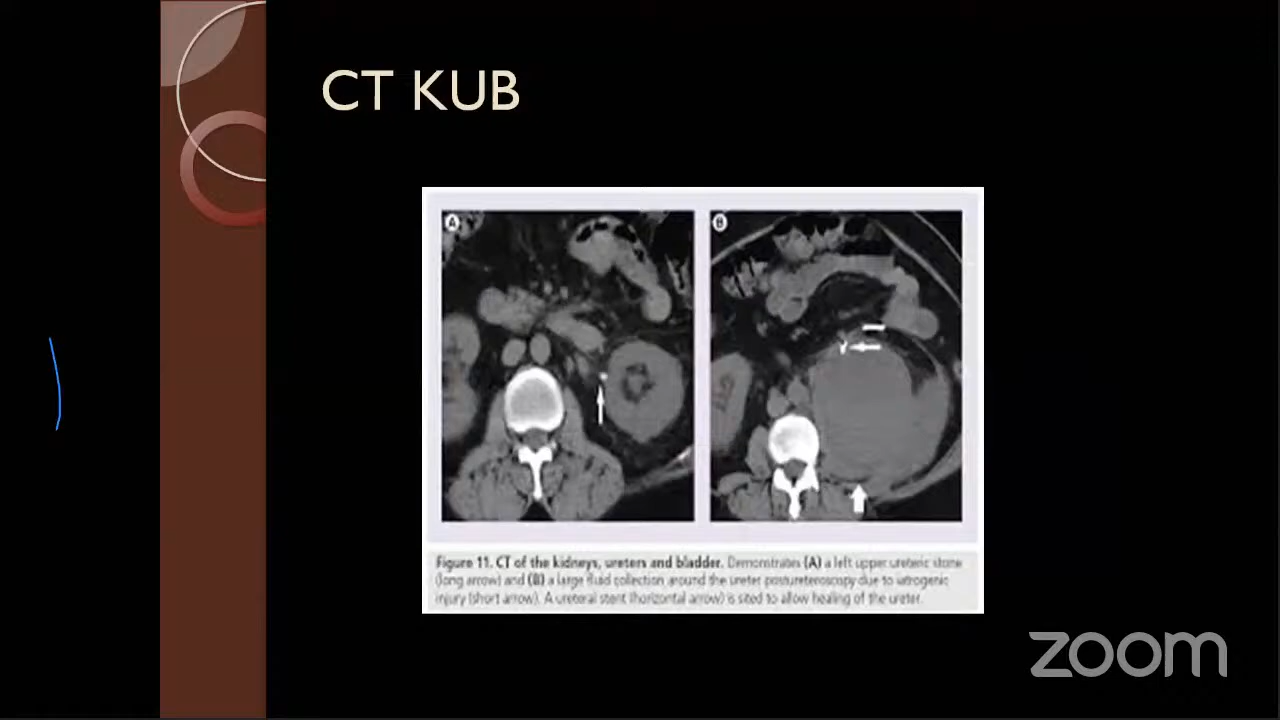 CT KUB
A
B
Figure 11. CT of the kidneys, ureters and bladder. Demonstrates (A) a left upper ureteric stone
(long arrow) and (B) a large fluid collection around the ureter postureteroscopy due to iatrogenic
injury (short arrow). A ureteral stent (horizontal arrow) is sited to allow healing of the ureter.
zoom